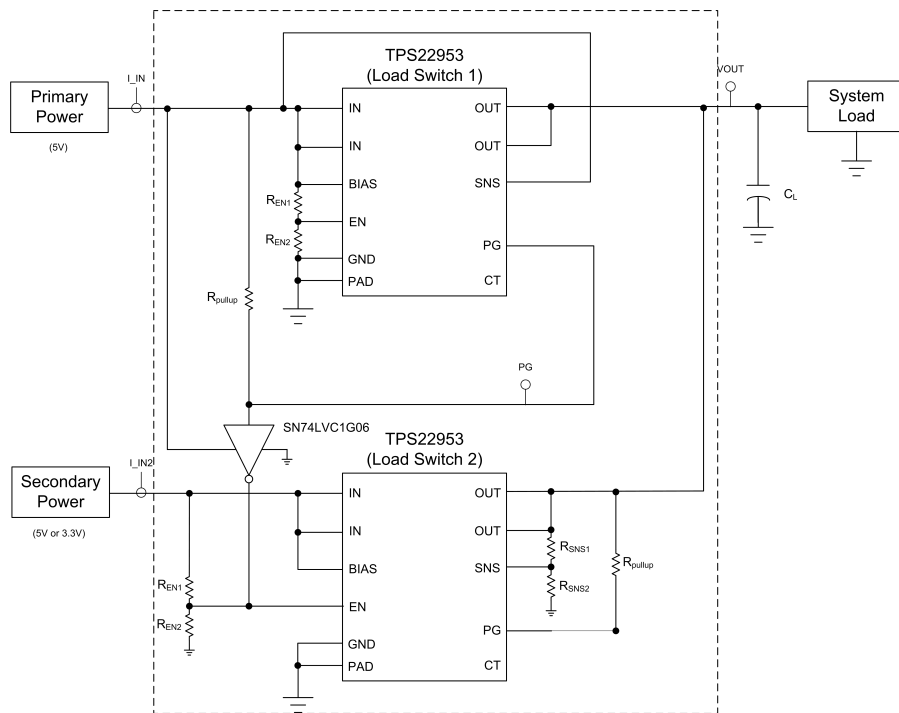 TPS22953
(Load Switch 1)
Primary
Power
(5V)
I_IN
IN
IN
BIAS
EN
GND
PAD
OUT
OUT
SNS
PG
CT
REN1
REN2
Rpullup
VOUT
System
Load
CL
PG
SN74LVC1G06
TPS22953
(Load Switch 2)
Secondary
Power
(5V or 3.3V)
I_IN2
IN
IN
BIAS
EN
GND
PAD
OUT
OUT
SNS
PG
CT
REN1
REN2
RSNS1
RSNS2
Rpullup